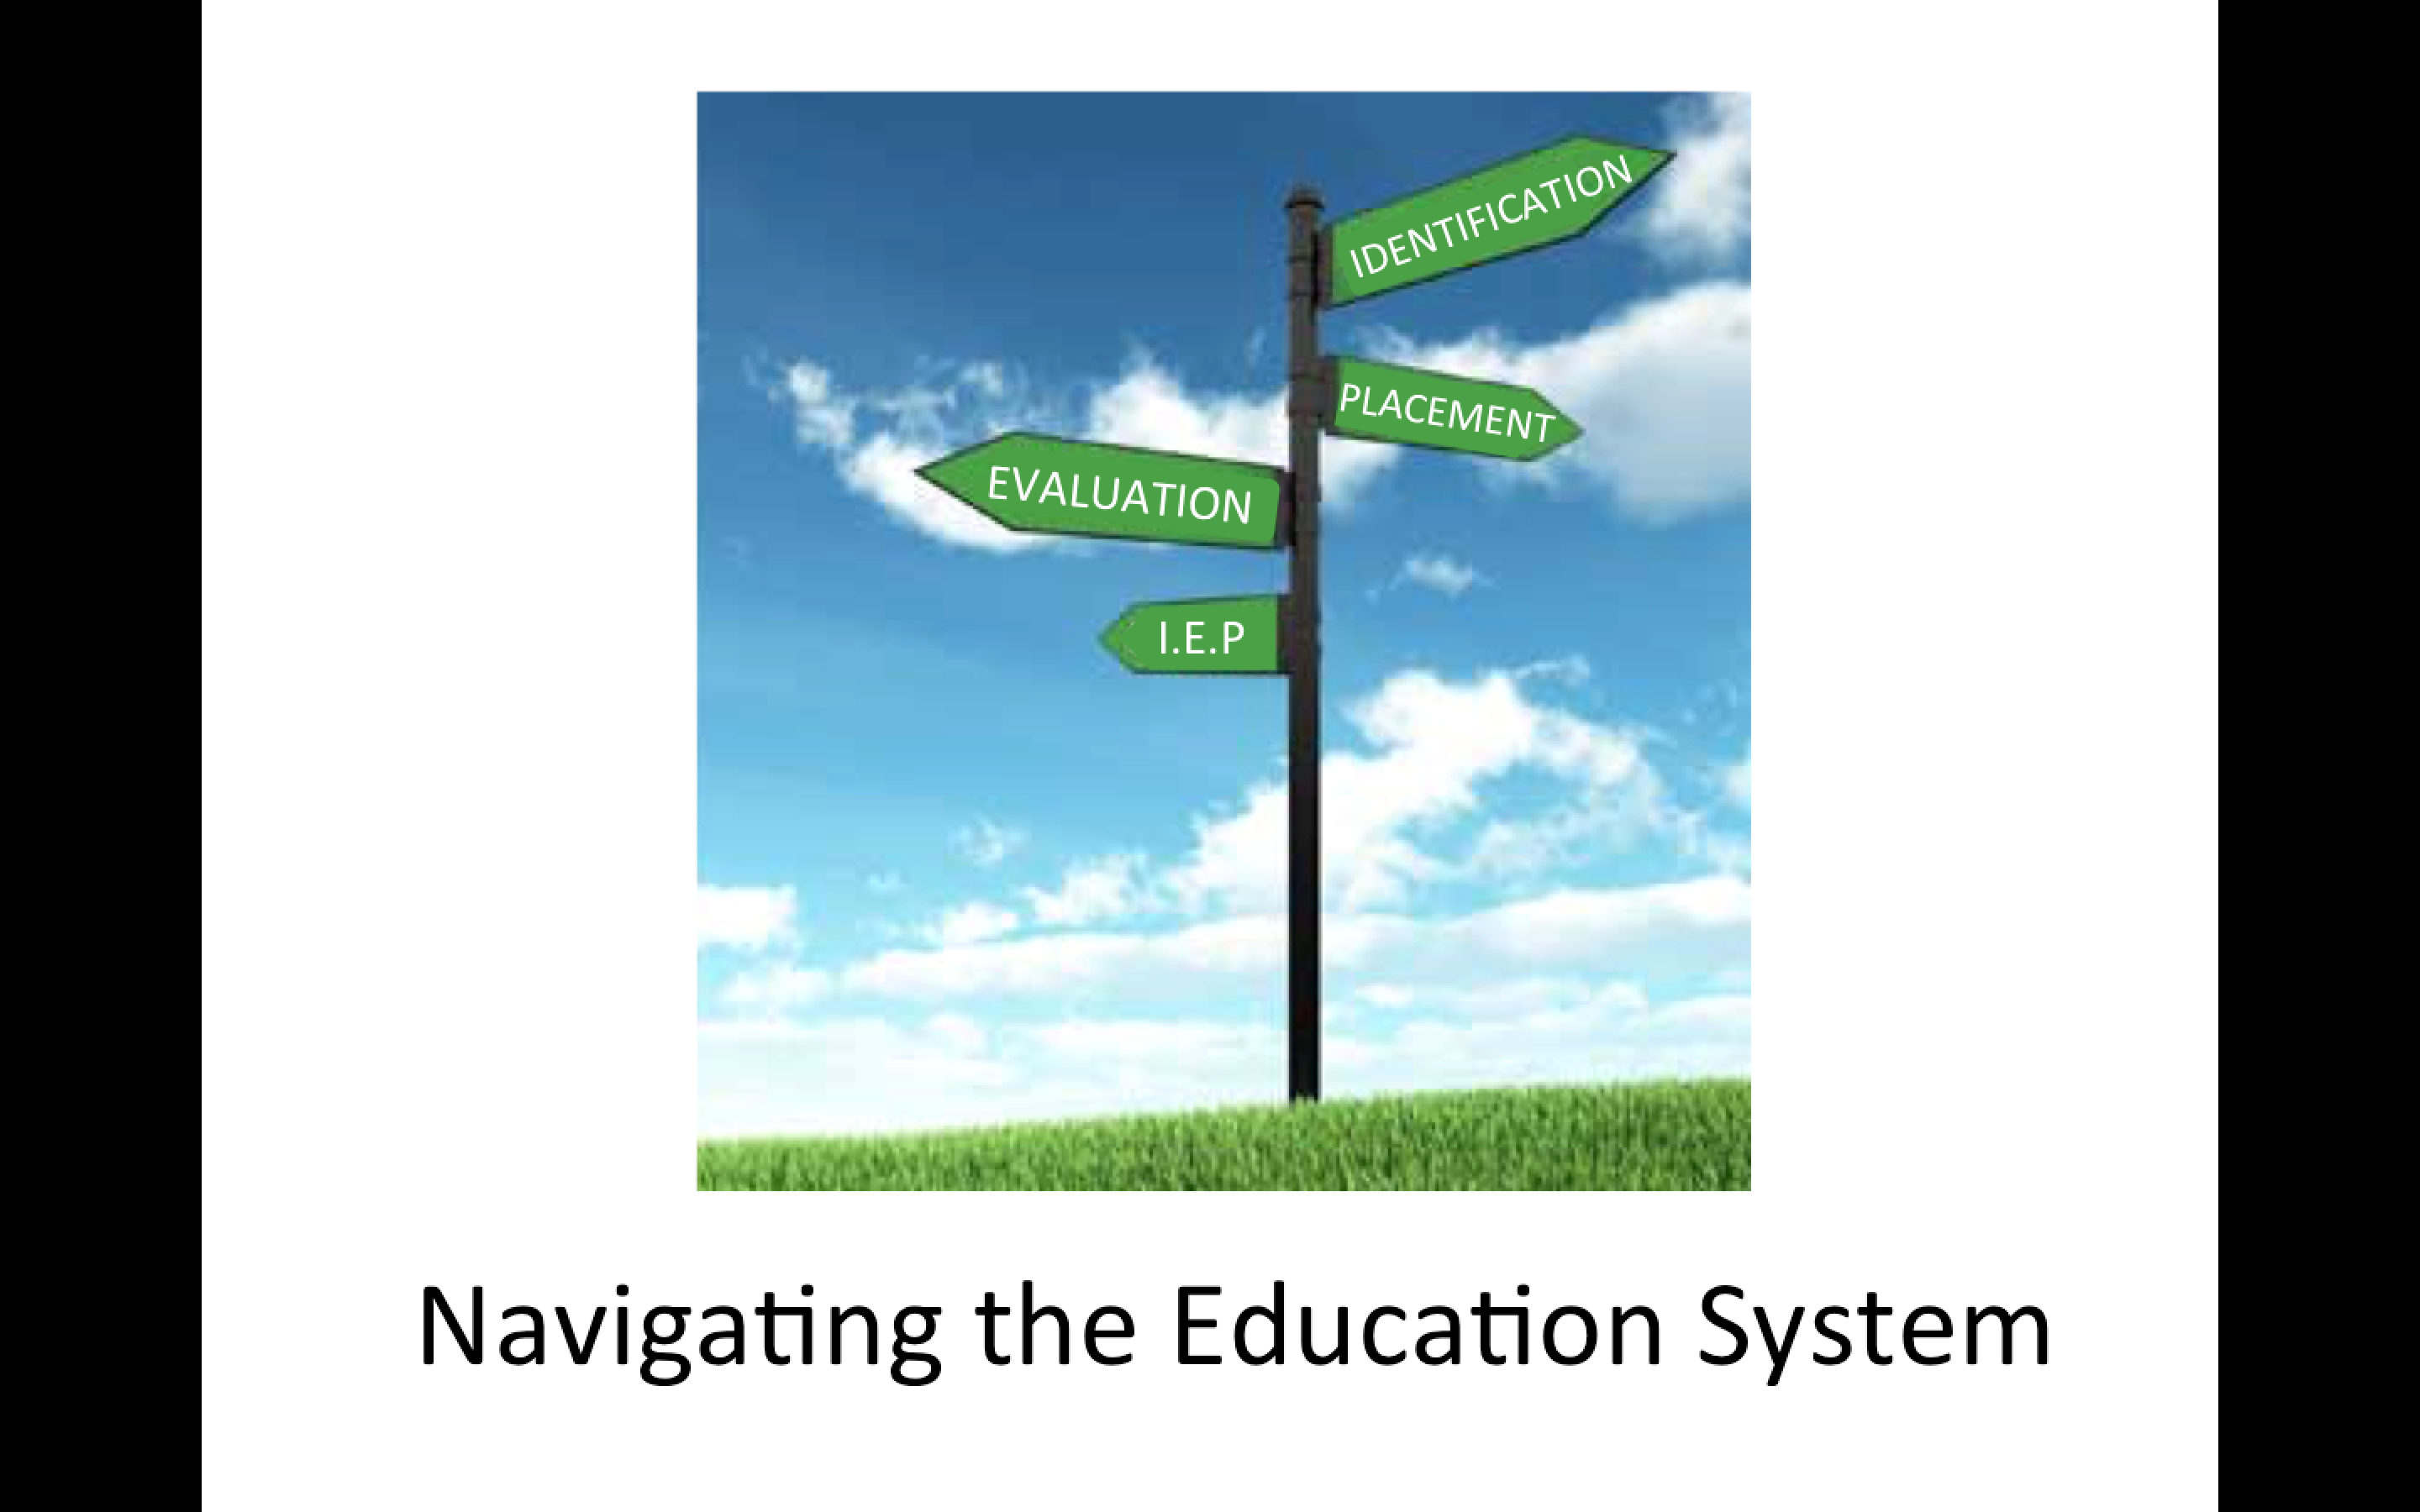 IDENTIFICATION
PLACEMENT
EVALUATION
I.E.P
Navigating the Education System